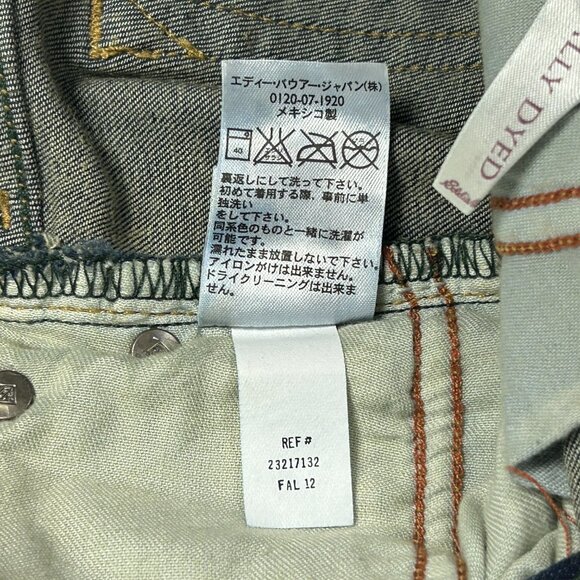 エディー・バウアー・ジャパン(株)
0120-07-1920
メキシコ製
40
裏返しにして洗って下さい。
初めて着用する際、事前に単
独洗い
をして下さい。
同系色のものと一緒に洗濯が
可能です。
濡れたまま放置しないで下さい。
アイロンがけは出来ません。
ドライクリーニングは出来ません。
REF #
23217132
FAL 12
LLY DYED